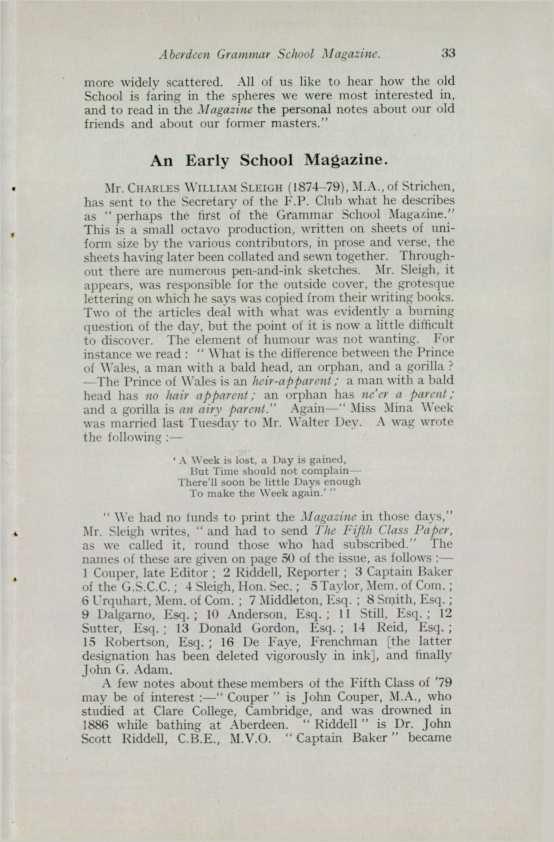 Aberdeen Grammar School Magazine. 33
more widely scattered. All of us like to hear how the old
School is faring in the spheres we were most interested in,
and to read in the Magazine the personal notes about our old
friends and about our former masters."
An Early School Magazine.
Mr. CHARLES WILLIAM SLEIGH (1874–79), M.A., of Strichen,
has sent to the Secretary of the F.P. Club what he describes
as " perhaps the first of the Grammar School Magazine."
This is a small octavo production, written on sheets of uni-
form size by the various contributors, in prose and verse, the
sheets having later been collated and sewn together. Through-
out there are numerous pen-and-ink sketches. Mr. Sleigh, it
appears, was responsible for the outside cover, the grotesque
lettering on which he says was copied from their writing books.
Two of the articles deal with what was evidently a burning
question of the day, but the point of it is now a little difficult
to discover. The element of humour was not wanting. For
instance we read : " What is the difference between the Prince
of Wales, a man with a bald head, an orphan, and a gorilla ?
—The Prince of Wales is an heir-apparent ; a man with a bald
head has no hair apparent ; an orphan has ne'er a parent ;
and a gorilla is an airy parent." Again—" Miss Mina Week
was married last Tuesday to Mr. Walter Dey. A wag wrote
the following :—
' A Week is lost, a Day is gained,
But Time should not complain—
There'll soon be little Days enough
To make the Week again.' "
" We had no funds to print the Magazine in those days,"
Mr. Sleigh writes, " and had to send The Fifth Class Paper,
as we called it, round those who had subscribed." The
names of these are given on page 50 of the issue, as follows :—
1 Couper, late Editor ; 2 Riddell, Reporter ; 3 Captain Baker
of the G.S.C.C. ; 4 Sleigh, Hon. Sec. ; 5 Taylor, Mem. of Com. ;
6 Urquhart, Mem. of Com. ; 7 Middleton, Esq. ; 8 Smith, Esq. ;
9 Dalgarno, Esq. ; 10 Anderson, Esq. ; 11 Still, Esq. ; 12
Sutter, Esq. ; 13 Donald Gordon, Esq. ; 14 Reid, Esq. ;
15 Robertson, Esq. ; 16 De Faye, Frenchman [the latter
designation has been deleted vigorously in ink], and finally
John G. Adam.
A few notes about these members of the Fifth Class of '79
may be of interest :—" Couper " is John Couper, M.A., who
studied at Clare College, Cambridge, and was drowned in
1886 while bathing at Aberdeen. " Riddell " is Dr. John
Scott Riddell, C.B.E., M.V.O. " Captain Baker " became